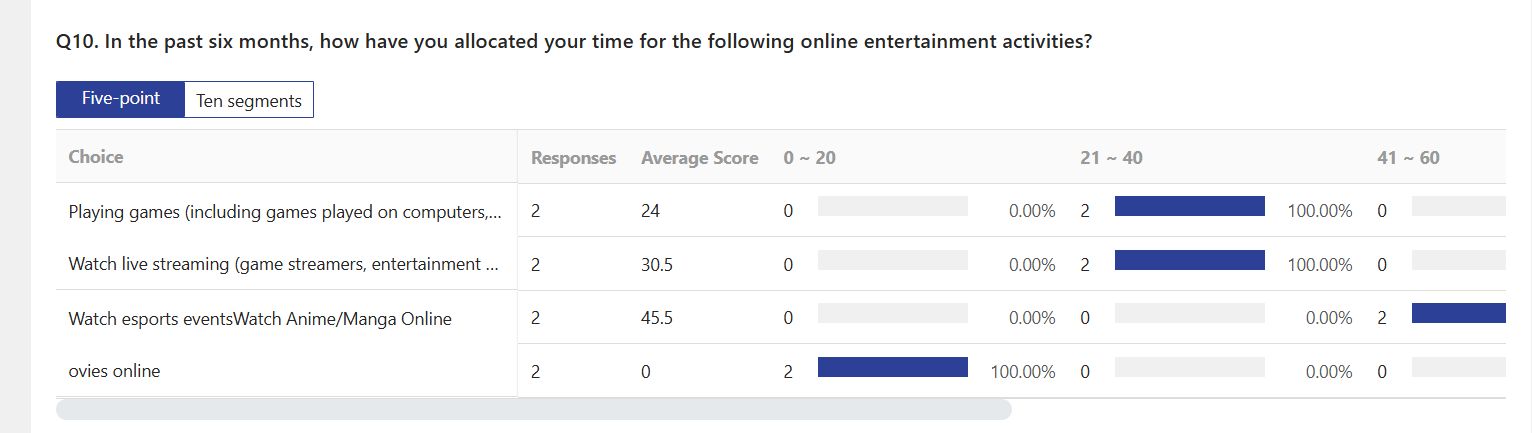 Q10. In the past six months, how have you allocated your time for the following online entertainment activities?
Five-point Ten segments
Choice Responses Average Score 0 ~ 20 21 ~ 40 41 ~ 60
Playing games (including games played on computers,... 2 24 0 0.00% 2 100.00% 0
Watch live streaming (game streamers, entertainment ... 2 30.5 0 0.00% 2 100.00% 0
Watch esports eventsWatch Anime/Manga Online 2 45.5 0 0.00% 0 0.00% 2
ovies online 2 0 2 100.00% 0 0.00% 0